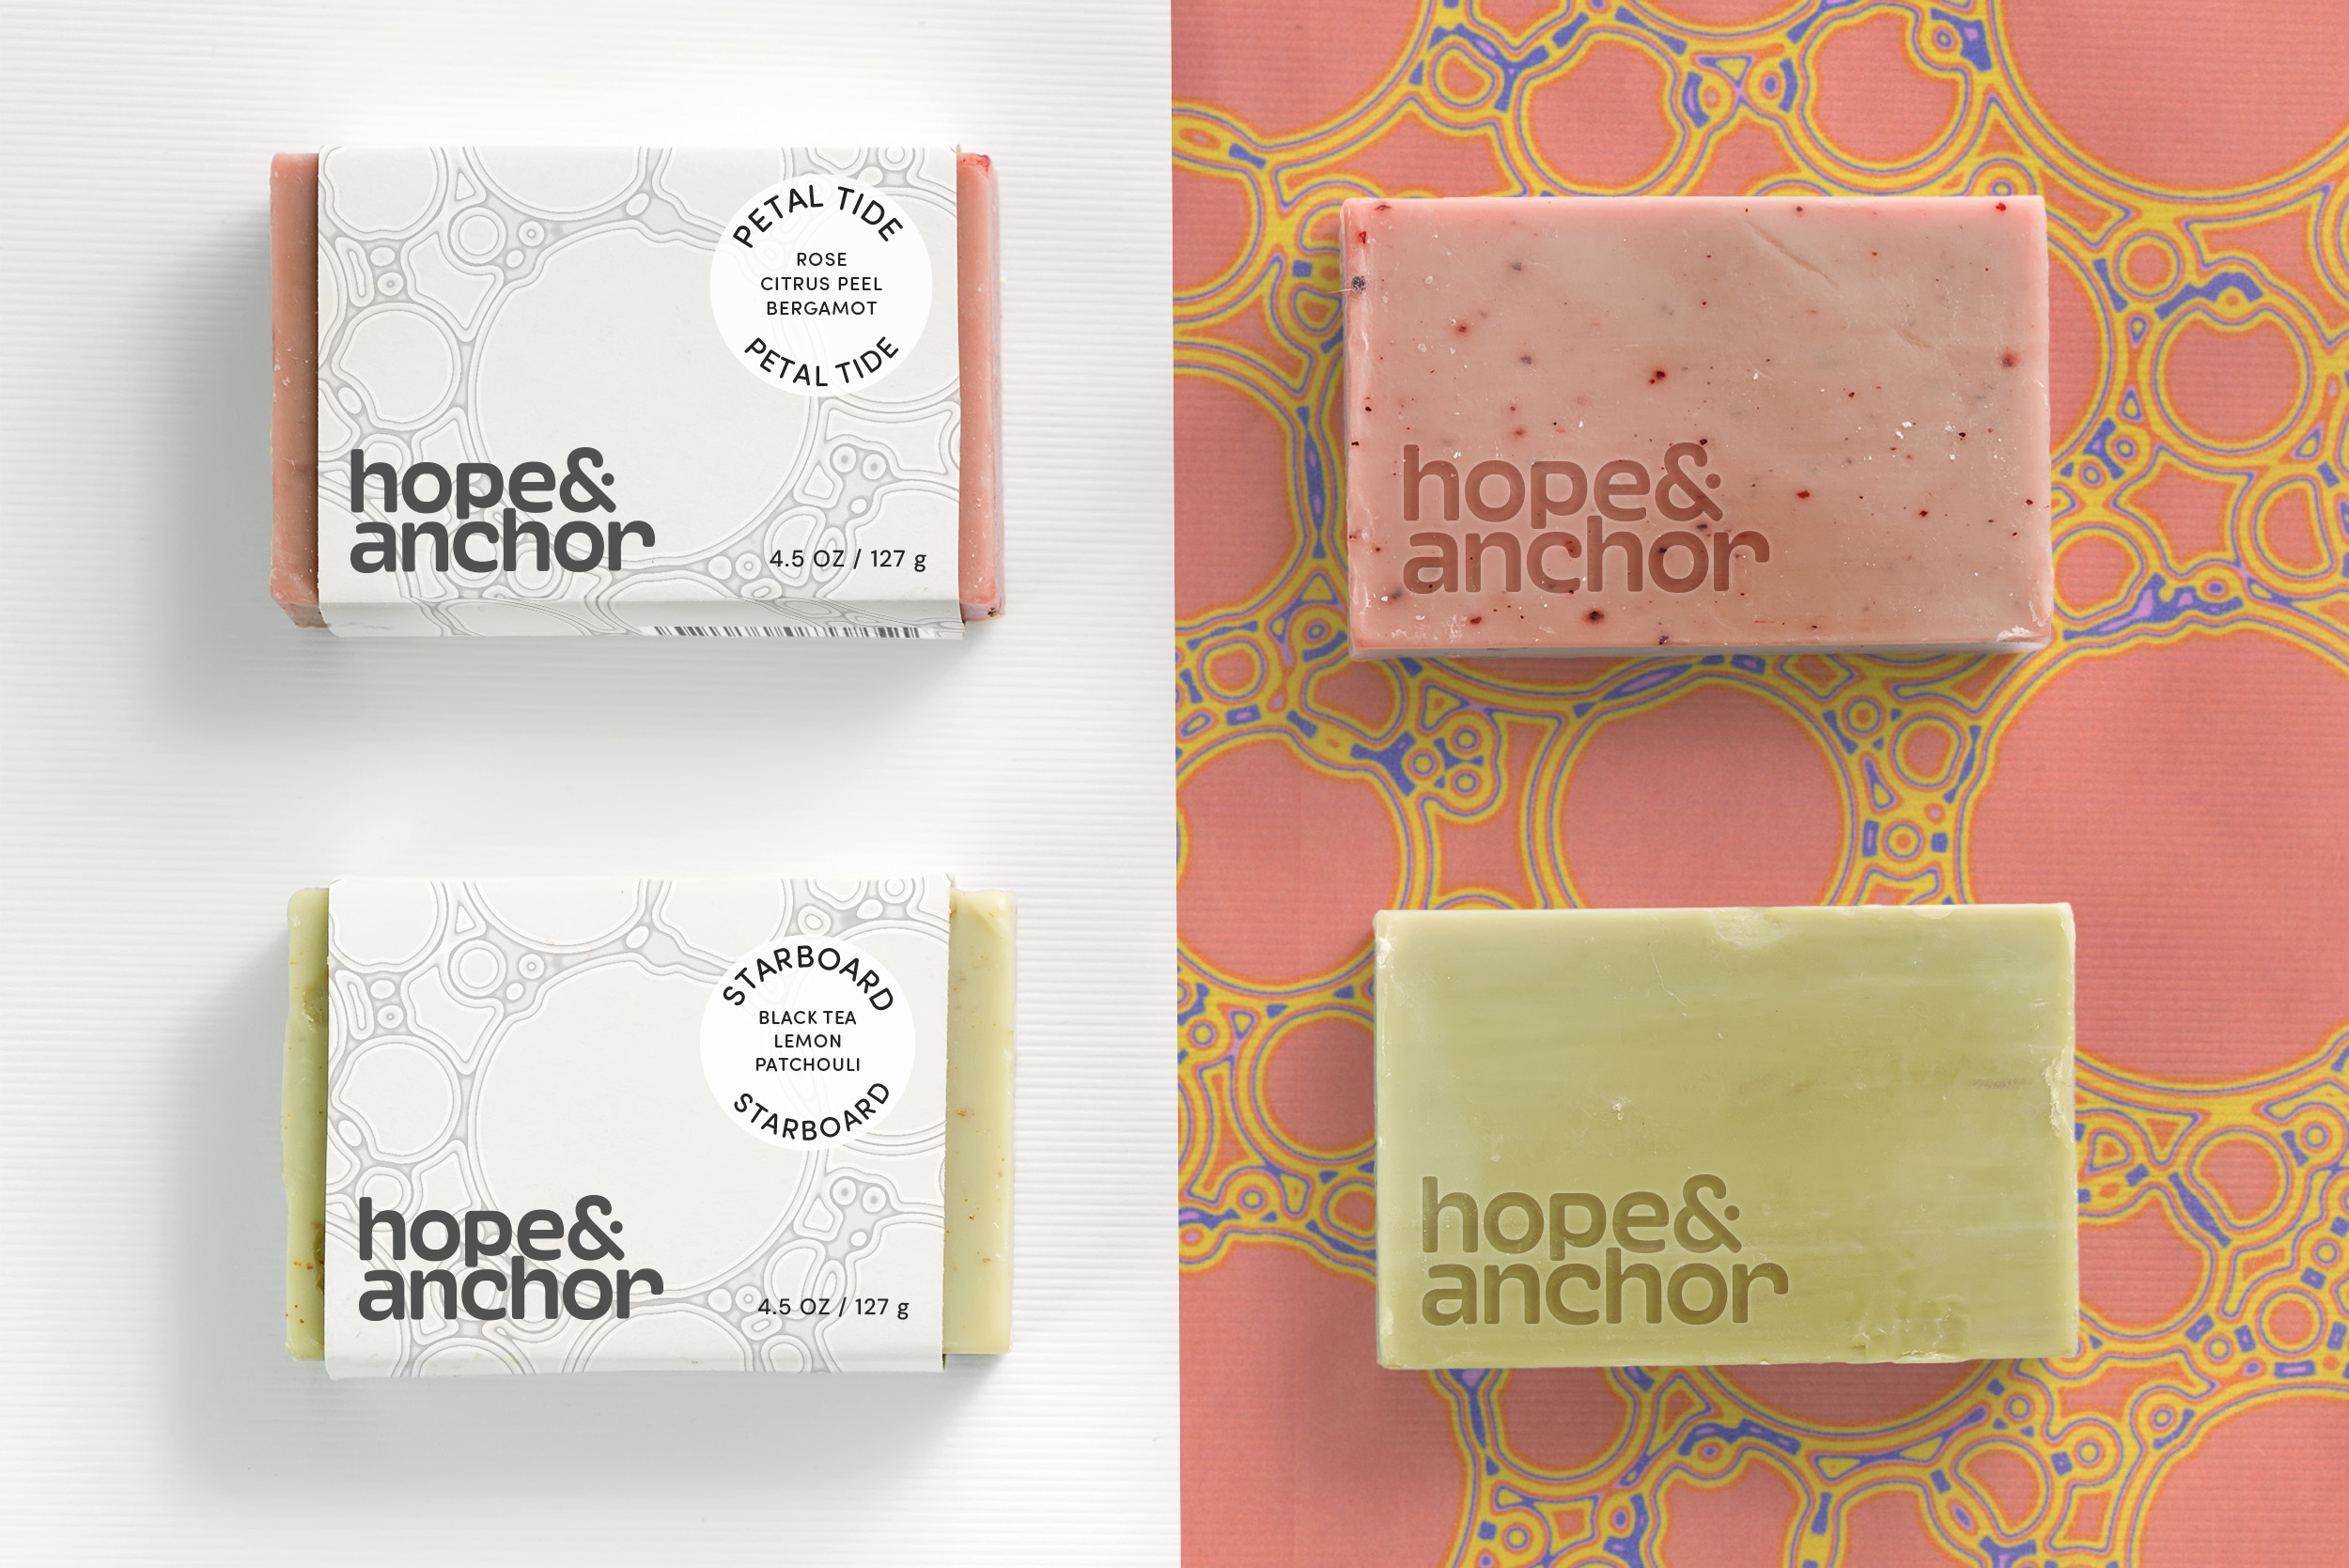 PETAL TIDE
ROSE
CITRUS PEEL
BERGAMOT
PETAL TIDE
hope&
anchor
4.5 OZ / 127 g
hope&
anchor
STARBOARD
BLACK TEA
LEMON
PATCHOULI
STARBOARD
hope&
anchor
4.5 OZ / 127 g
hope&
anchor